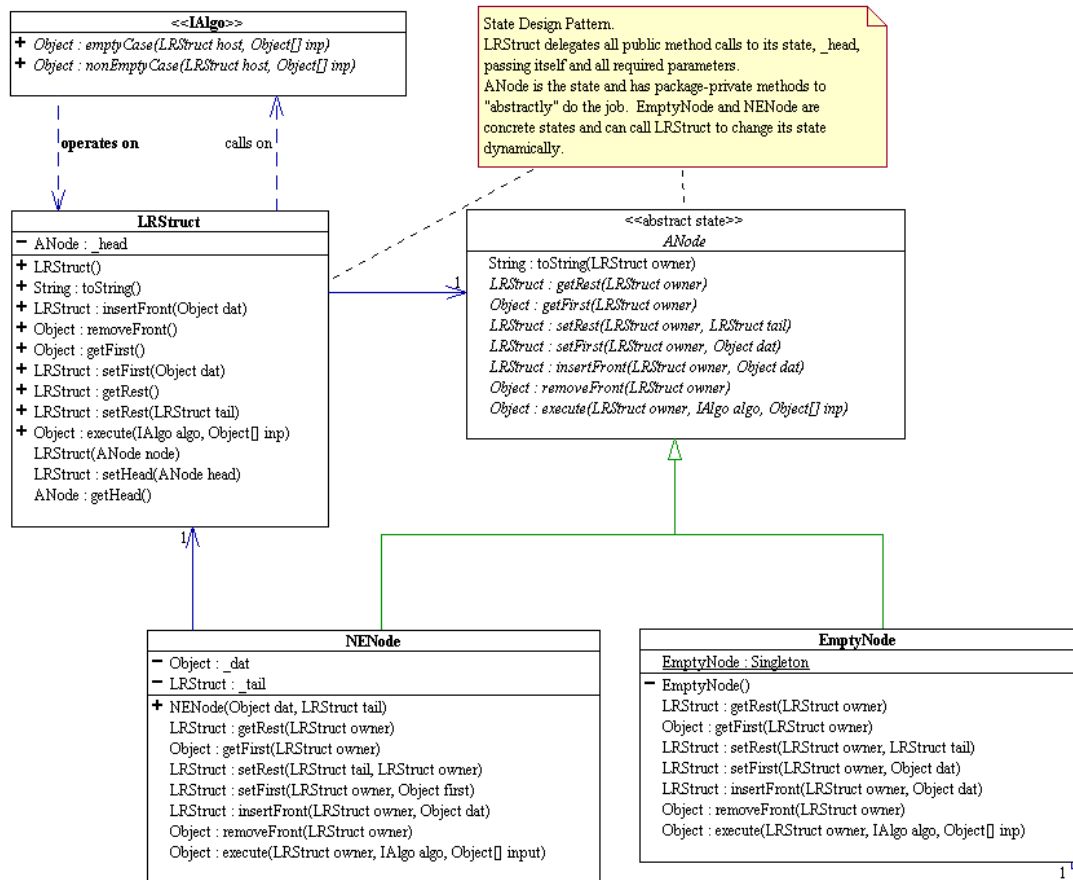 <<IAlgo>>
+ Object : emptyCase(LRStruct host, Object[] inp)
+ Object : nonEmptyCase(LRStruct host, Object[] inp)
State Design Pattern.
LRStruct delegates all public method calls to its state, _head,
passing itself and all required parameters.
ANode is the state and has package-private methods to
"abstractly" do the job.  EmptyNode and NENode are
concrete states and can call LRStruct to change its state
dynamically.
operates on
calls on
LRStruct
- ANode : _head
+ LRStruct()
+ String : toString()
+ LRStruct : insertFront(Object dat)
+ Object : removeFront()
+ Object : getFirst()
+ LRStruct : setFirst(Object dat)
+ LRStruct : getRest()
+ LRStruct : setRest(LRStruct tail)
+ Object : execute(IAlgo algo, Object[] inp)
LRStruct(ANode node)
LRStruct : setHead(ANode head)
ANode : getHead()
1
<<abstract state>>
ANode
String : toString(LRStruct owner)
LRStruct : getRest(LRStruct owner)
Object : getFirst(LRStruct owner)
LRStruct : setRest(LRStruct owner, LRStruct tail)
LRStruct : setFirst(LRStruct owner, Object dat)
LRStruct : insertFront(LRStruct owner, Object dat)
Object : removeFront(LRStruct owner)
Object : execute(LRStruct owner, IAlgo algo, Object[] inp)
1
NENode
- Object : _dat
- LRStruct : _tail
+ NENode(Object dat, LRStruct tail)
LRStruct : getRest(LRStruct owner)
Object : getFirst(LRStruct owner)
LRStruct : setRest(LRStruct tail, LRStruct owner)
LRStruct : setFirst(LRStruct owner, Object first)
LRStruct : insertFront(LRStruct owner, Object dat)
Object : removeFront(LRStruct owner)
Object : execute(LRStruct owner, IAlgo algo, Object[] input)
EmptyNode
EmptyNode : Singleton
- EmptyNode()
LRStruct : getRest(LRStruct owner)
Object : getFirst(LRStruct owner)
LRStruct : setRest(LRStruct owner, LRStruct tail)
LRStruct : setFirst(LRStruct owner, Object dat)
LRStruct : insertFront(LRStruct owner, Object dat)
Object : removeFront(LRStruct owner)
Object : execute(LRStruct owner, IAlgo algo, Object[] inp)
1